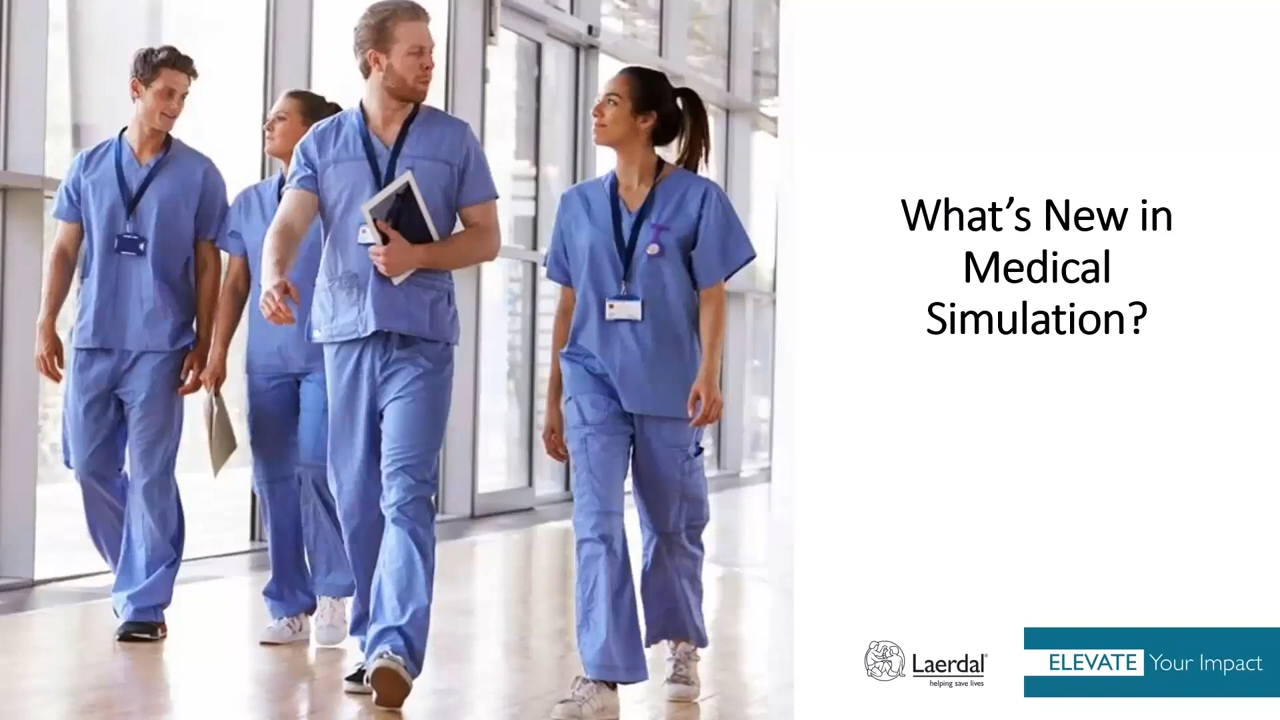 What’s New in
Medical
Simulation?
Laerdal®
helping save lives
ELEVATE Your Impact